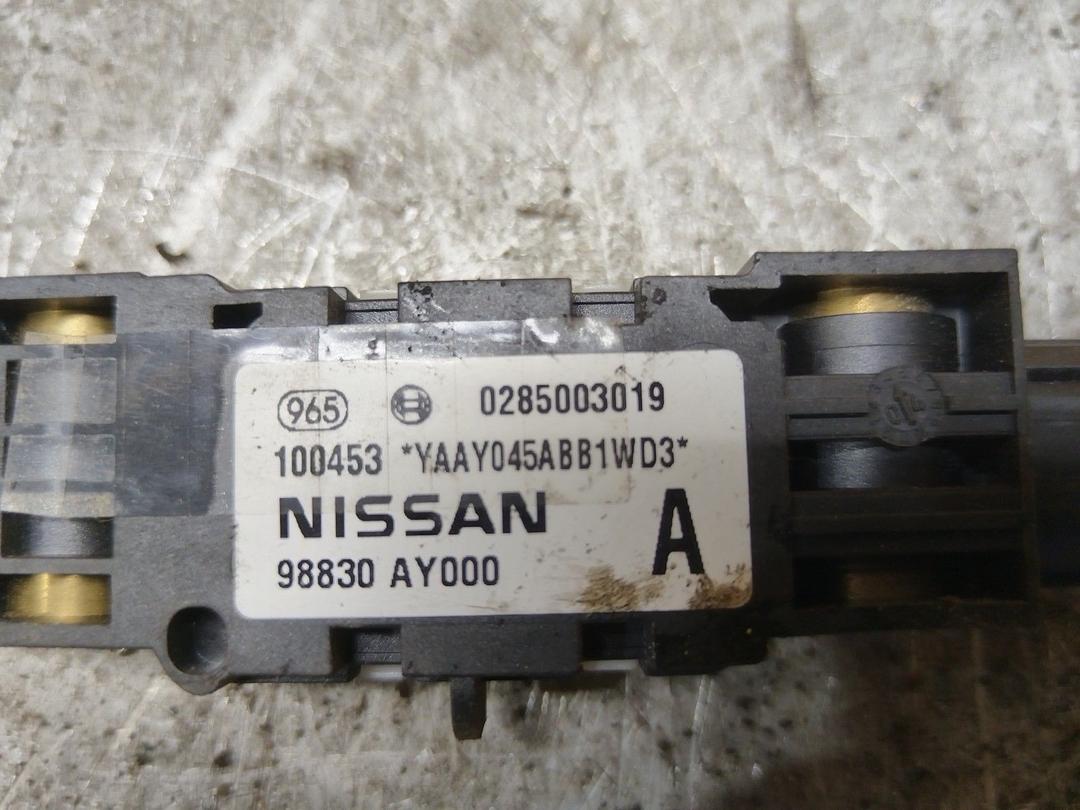 965 0285003019
100453 *YAAY045ABB1WD3*
NISSAN A
98830 AY000